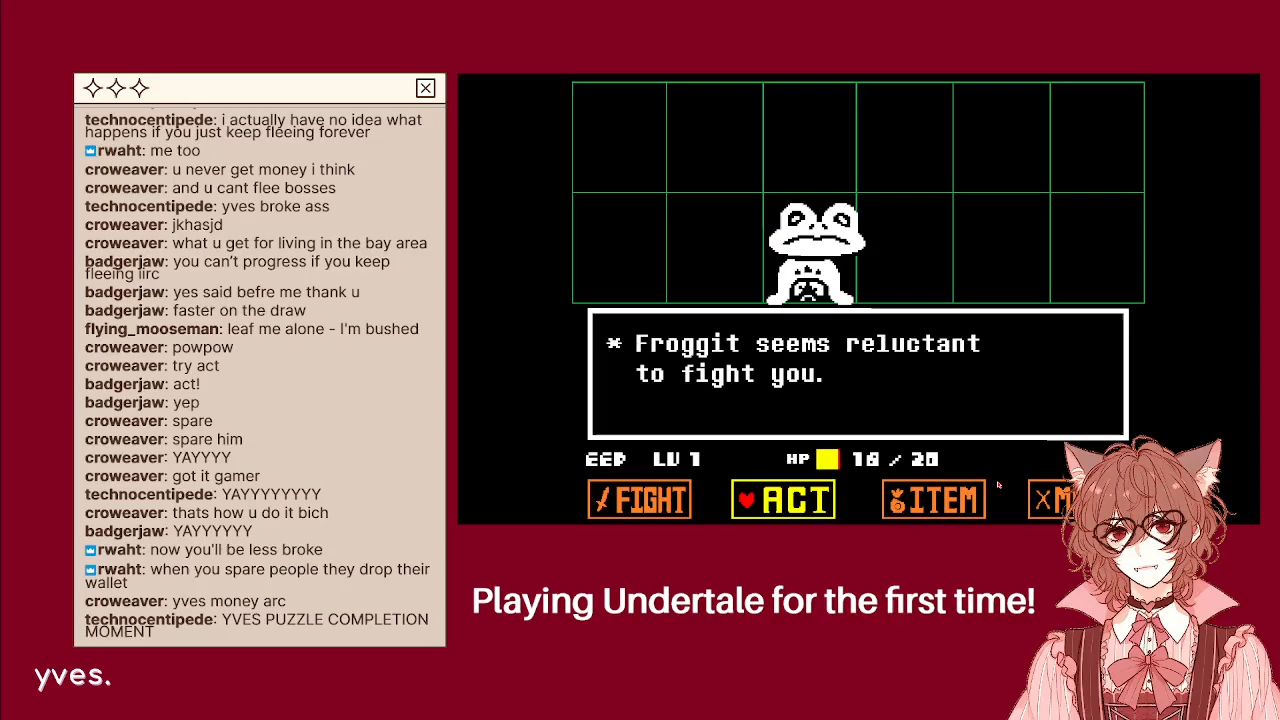 technocentipede: i actually have no idea what
happens if you just keep fleeing forever
rwaht: me too
croweaver: u never get money i think
croweaver: and u cant flee bosses
technocentipede: yves broke ass
croweaver: jkhasjd
croweaver: what u get for living in the bay area
badgerjaw: you can't progress if you keep
fleeing iirc
badgerjaw: yes said befre me thank u
badgerjaw: faster on the draw
flying_mooseman: leaf me alone - I'm bushed
croweaver: powpow
croweaver: try act
badgerjaw: act!
badgerjaw: yep
croweaver: spare
croweaver: spare him
croweaver: YAYYYY
croweaver: got it gamer
technocentipede: YAYYYYYYYY
croweaver: thats how u do it bich
badgerjaw: YAYYYYYY
rwaht: now you'll be less broke
rwaht: when you spare people they drop their
wallet
croweaver: yves money arc
technocentipede: YVES PUZZLE COMPLETION
MOMENT
* Froggit seems reluctant
to fight you.
EEP LV 1 HP 18 / 20
FIGHT ACT ITEM M
Playing Undertale for the first time!
yves.